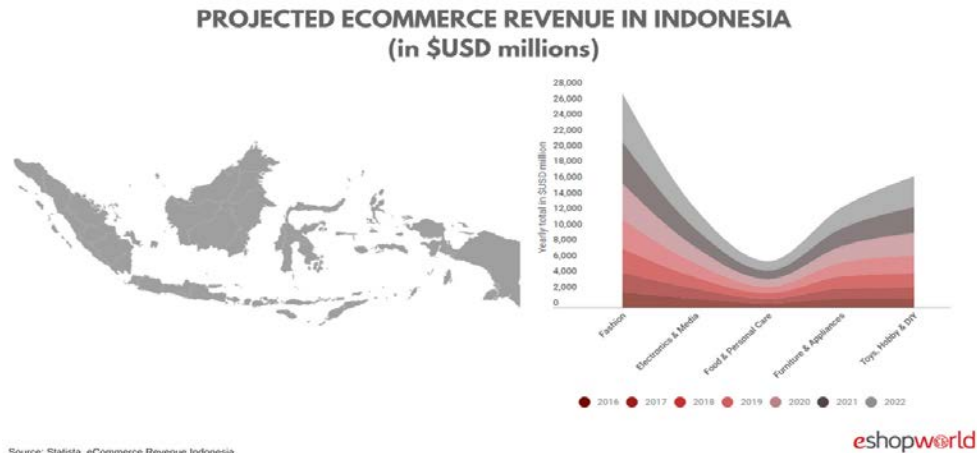 PROJECTED ECOMMERCE REVENUE IN INDONESIA
(in $USD millions)
Yearly total in $USD million
28,000
26,000
24,000
22,000
20,000
18,000
16,000
14,000
12,000
10,000
8,000
6,000
4,000
2,000
0
Fashion
Electronics & Media
Food & Personal Care
Furniture & Appliances
Toys, Hobby & DIY
2016 2017 2018 2019 2020 2021 2022
Source: Statista, eCommerce Revenue Indonesia
eshopworld